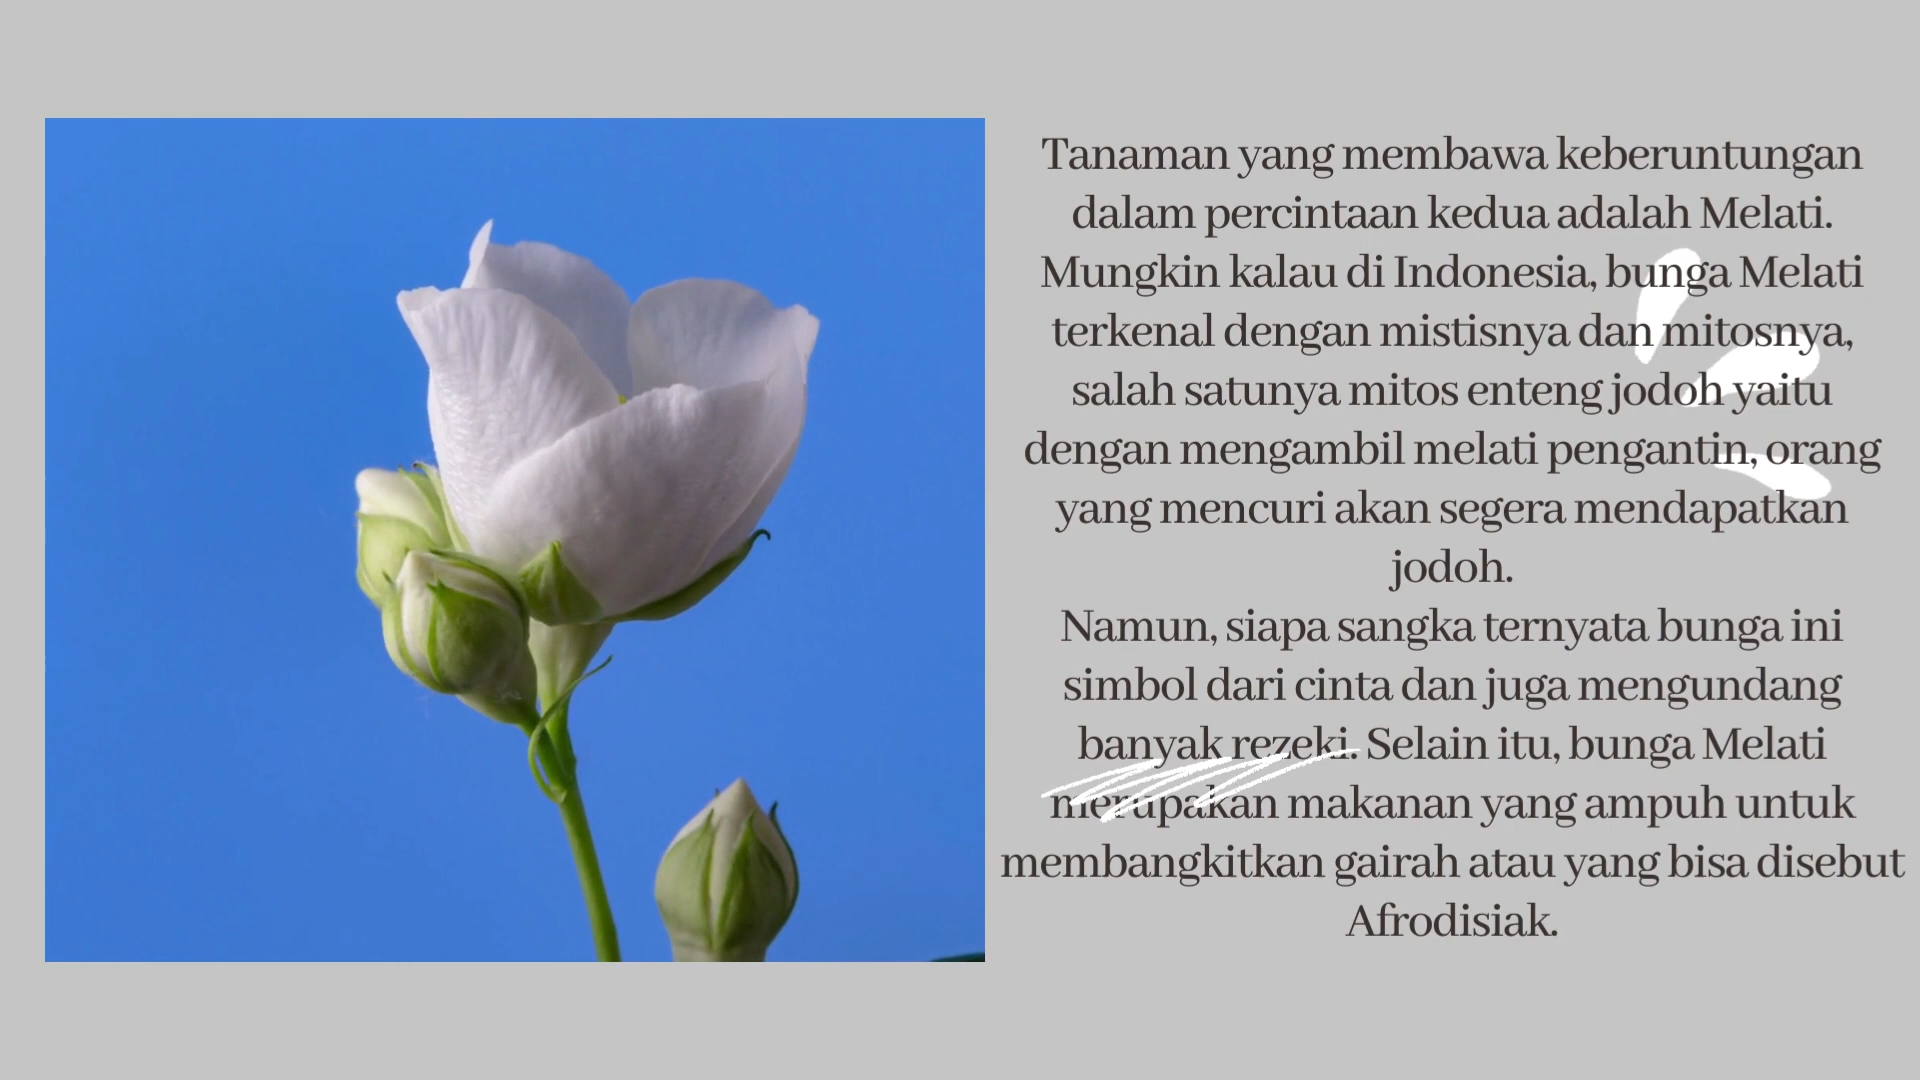 Tanaman yang membawa keberuntungan
dalam percintaan kedua adalah Melati.
Mungkin kalau di Indonesia, bunga Melati
terkenal dengan mistisnya dan mitosnya,
salah satunya mitos enteng jodoh yaitu
dengan mengambil melati pengantin, orang
yang mencuri akan segera mendapatkan
jodoh.
Namun, siapa sangka ternyata bunga ini
simbol dari cinta dan juga mengundang
banyak rezeki. Selain itu, bunga Melati
merupakan makanan yang ampuh untuk
membangkitkan gairah atau yang bisa disebut
Afrodisiak.